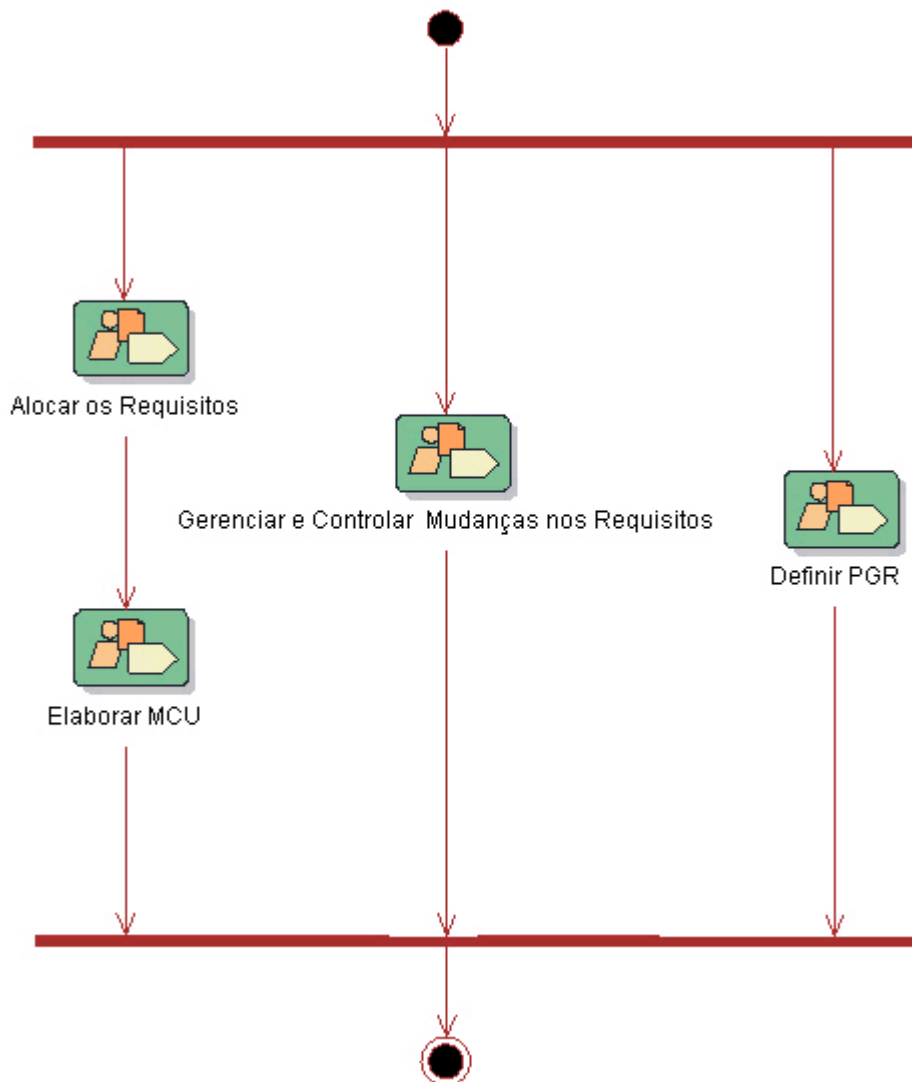 Alocar os Requisitos
Gerenciar e Controlar  Mudanças nos Requisitos
Definir PGR
Elaborar MCU